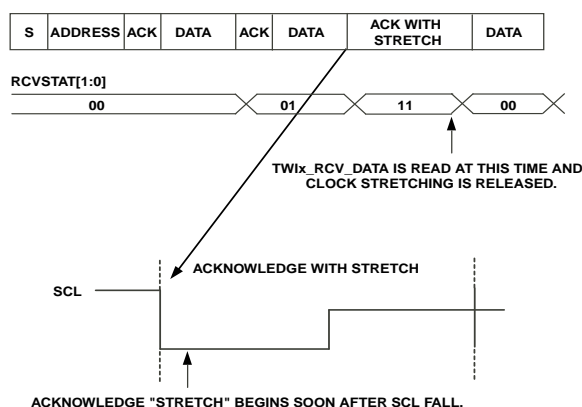 S ADDRESS ACK DATA ACK DATA ACK WITH STRETCH DATA
RCVSTAT[1:0]
00 01 11 00
TWIx_RCV_DATA IS READ AT THIS TIME AND
CLOCK STRETCHING IS RELEASED.
ACKNOWLEDGE WITH STRETCH
SCL
ACKNOWLEDGE "STRETCH" BEGINS SOON AFTER SCL FALL.